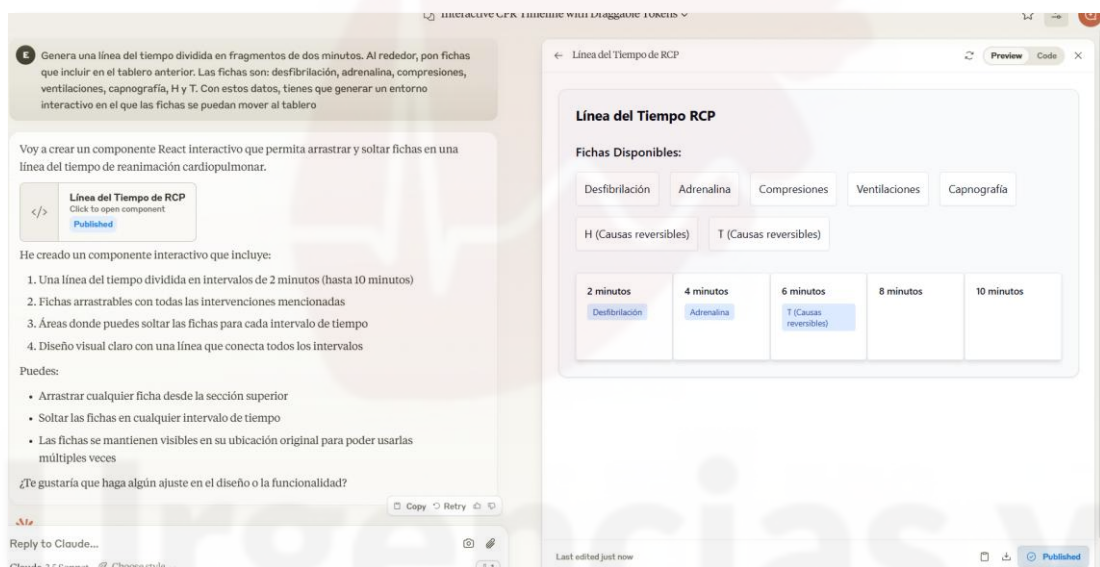 Interactive CPR Timeline with Draggable Tokens
E
Genera una línea del tiempo dividida en fragmentos de dos minutos. Al rededor, pon fichas
que incluir en el tablero anterior. Las fichas son: desfibrilación, adrenalina, compresiones,
ventilaciones, capnografía, H y T. Con estos datos, tienes que generar un entorno
interactivo en el que las fichas se puedan mover al tablero
Voy a crear un componente React interactivo que permita arrastrar y soltar fichas en una
línea del tiempo de reanimación cardiopulmonar.
</>
Línea del Tiempo de RCP
Click to open component
Published
He creado un componente interactivo que incluye:
1. Una línea del tiempo dividida en intervalos de 2 minutos (hasta 10 minutos)
2. Fichas arrastrables con todas las intervenciones mencionadas
3. Áreas donde puedes soltar las fichas para cada intervalo de tiempo
4. Diseño visual claro con una línea que conecta todos los intervalos
Puedes:
• Arrastrar cualquier ficha desde la sección superior
• Soltar las fichas en cualquier intervalo de tiempo
• Las fichas se mantienen visibles en su ubicación original para poder usarlas
múltiples veces
¿Te gustaría que haga algún ajuste en el diseño o la funcionalidad?
Copy Retry
Reply to Claude...
Claude 3.5 Sonnet Choose style
← Línea del Tiempo de RCP
Preview Code
Línea del Tiempo RCP
Fichas Disponibles:
Desfibrilación Adrenalina Compresiones Ventilaciones Capnografía
H (Causas reversibles) T (Causas reversibles)
2 minutos 4 minutos 6 minutos 8 minutos 10 minutos
Desfibrilación Adrenalina T (Causas
reversibles)
Last edited just now
Published
Urgencias y